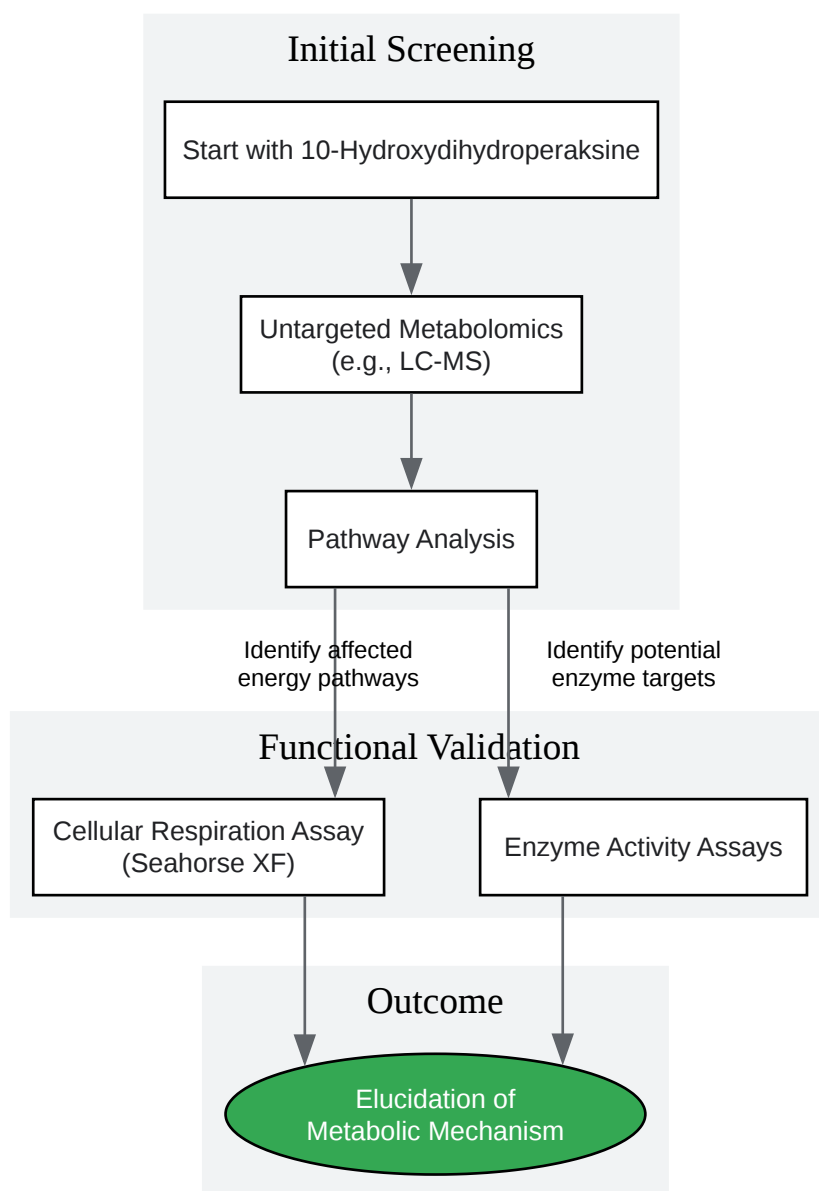 Initial Screening
Start with 10-Hydroxydihydroperaksine
Untargeted Metabolomics
(e.g., LC-MS)
Pathway Analysis
Identify affected
energy pathways
Identify potential
enzyme targets
Functional Validation
Cellular Respiration Assay
(Seahorse XF)
Enzyme Activity Assays
Outcome
Elucidation of
Metabolic Mechanism